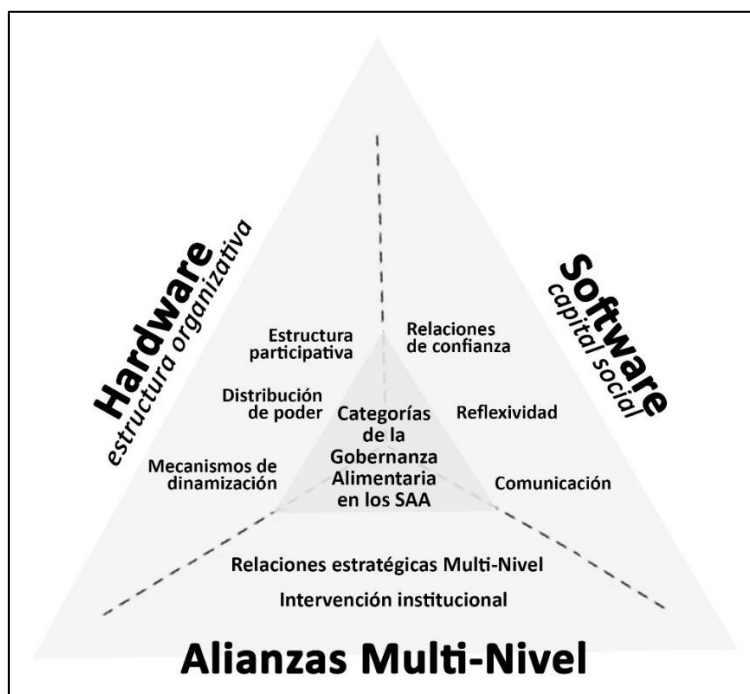 Hardware
estructura organizativa
Software
capital social
Estructura
participativa
Relaciones
de confianza
Distribución
de poder
Reflexividad
Mecanismos de
dinamización
Comunicación
Categorías
de la
Gobernanza
Alimentaria
en los SAA
Relaciones estratégicas Multi-Nivel
Intervención institucional
Alianzas Multi-Nivel